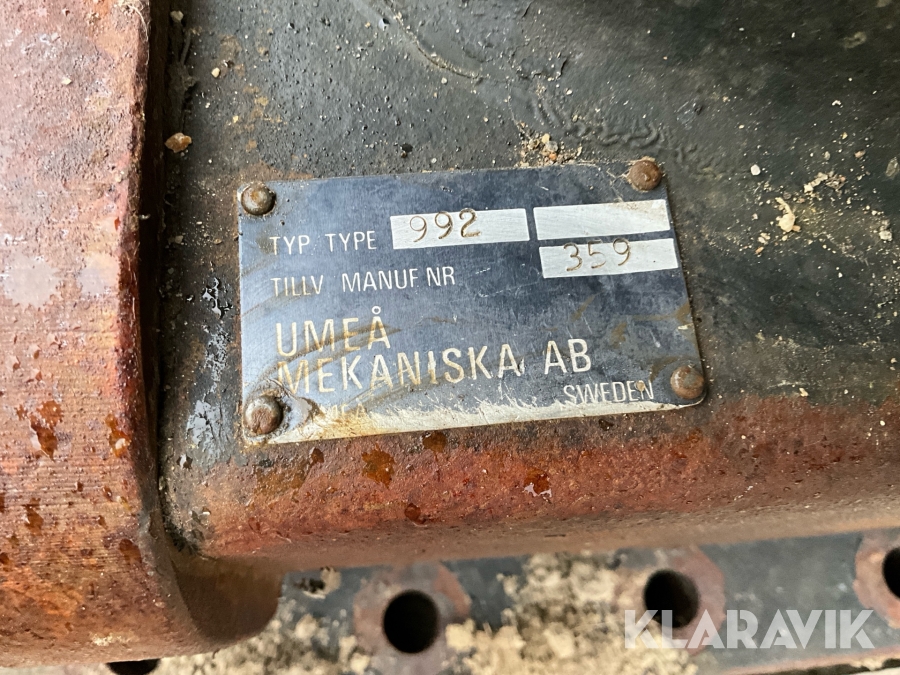 TYP TYPE 992
TILLV MANUF NR 359
UMEÅ
MEKANISKA AB
SWEDEN
KLARAVIK